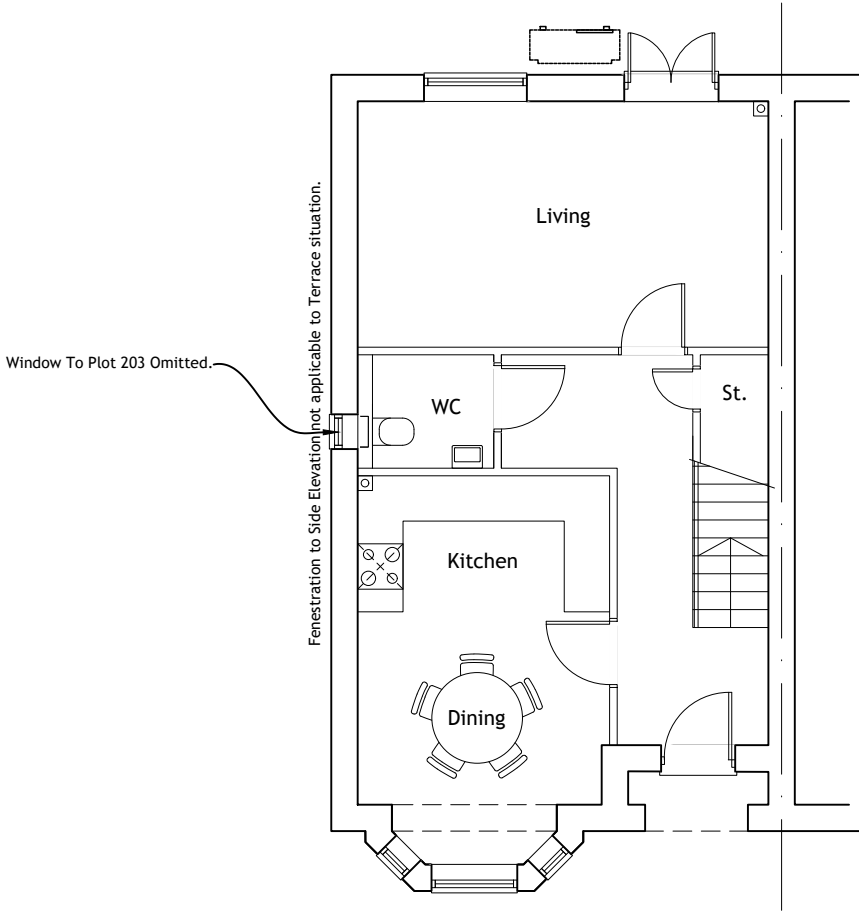 Living
Fenestration to Side Elevation not applicable to Terrace situation.
Window To Plot 203 Omitted.
WC
St.
Kitchen
Dining